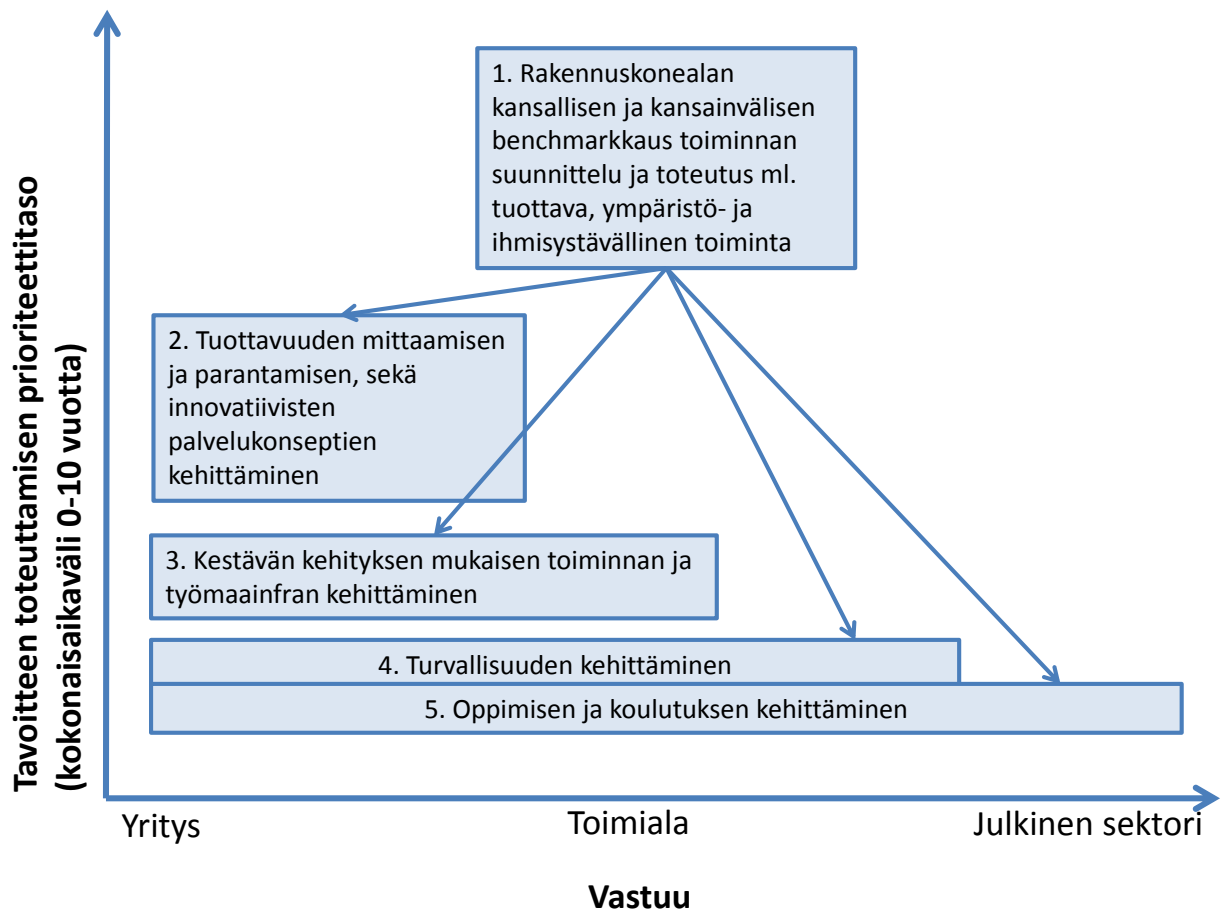 Tavoitteen toteuttamisen prioriteettitaso
(kokonaisaikaväli 0-10 vuotta)
1. Rakennuskonealan
kansallisen ja kansainvälisen
benchmarkkaus toiminnan
suunnittelu ja toteutus ml.
tuottava, ympäristö- ja
ihmisystävällinen toiminta
2. Tuottavuuden mittaamisen
ja parantamisen, sekä
innovatiivisten
palvelukonseptien
kehittäminen
3. Kestävän kehityksen mukaisen toiminnan ja
työmaainfran kehittäminen
4. Turvallisuuden kehittäminen
5. Oppimisen ja koulutuksen kehittäminen
Yritys
Toimiala
Julkinen sektori
Vastuu